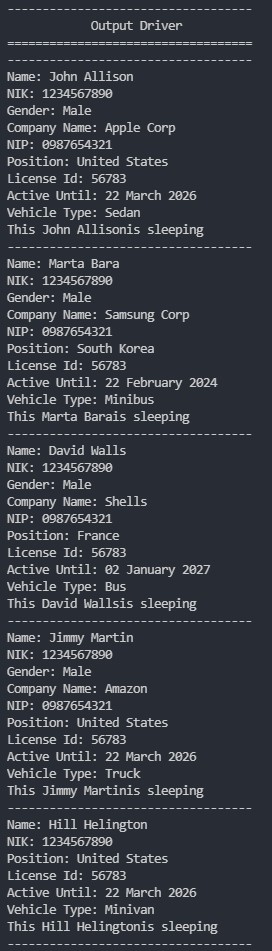 -----------------------------------
Output Driver
===================================
-----------------------------------
Name: John Allison
NIK: 1234567890
Gender: Male
Company Name: Apple Corp
NIP: 0987654321
Position: United States
License Id: 56783
Active Until: 22 March 2026
Vehicle Type: Sedan
This John Allisonis sleeping
-----------------------------------
Name: Marta Bara
NIK: 1234567890
Gender: Male
Company Name: Samsung Corp
NIP: 0987654321
Position: South Korea
License Id: 56783
Active Until: 22 February 2024
Vehicle Type: Minibus
This Marta Barais sleeping
-----------------------------------
Name: David Walls
NIK: 1234567890
Gender: Male
Company Name: Shells
NIP: 0987654321
Position: France
License Id: 56783
Active Until: 02 January 2027
Vehicle Type: Bus
This David Wallsis sleeping
-----------------------------------
Name: Jimmy Martin
NIK: 1234567890
Gender: Male
Company Name: Amazon
NIP: 0987654321
Position: United States
License Id: 56783
Active Until: 22 March 2026
Vehicle Type: Truck
This Jimmy Martinis sleeping
-----------------------------------
Name: Hill Helington
NIK: 1234567890
Position: United States
License Id: 56783
Active Until: 22 March 2026
Vehicle Type: Minivan
This Hill Helingtonis sleeping
-----------------------------------